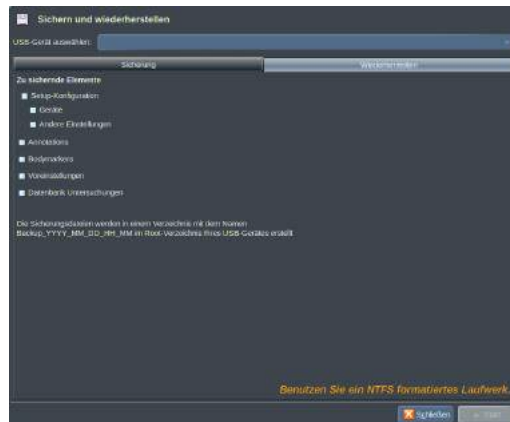 Sichern und wiederherstellen
USB-Gerät auswählen:
Sicherung
Wiederherstellen
Zu sichernde Elemente
Setup-Konfiguration
Geräte
Andere Einstellungen
Annotations
Bodymarkers
Voreinstellungen
Datenbank Untersuchungen
Die Sicherungsdateien werden in einem Verzeichnis mit dem Namen
Backup_YYYY_MM_DD_HH_MM im Root-Verzeichnis Ihres USB-Gerätes erstellt
Benutzen Sie ein NTFS formatiertes Laufwerk.
Schließen